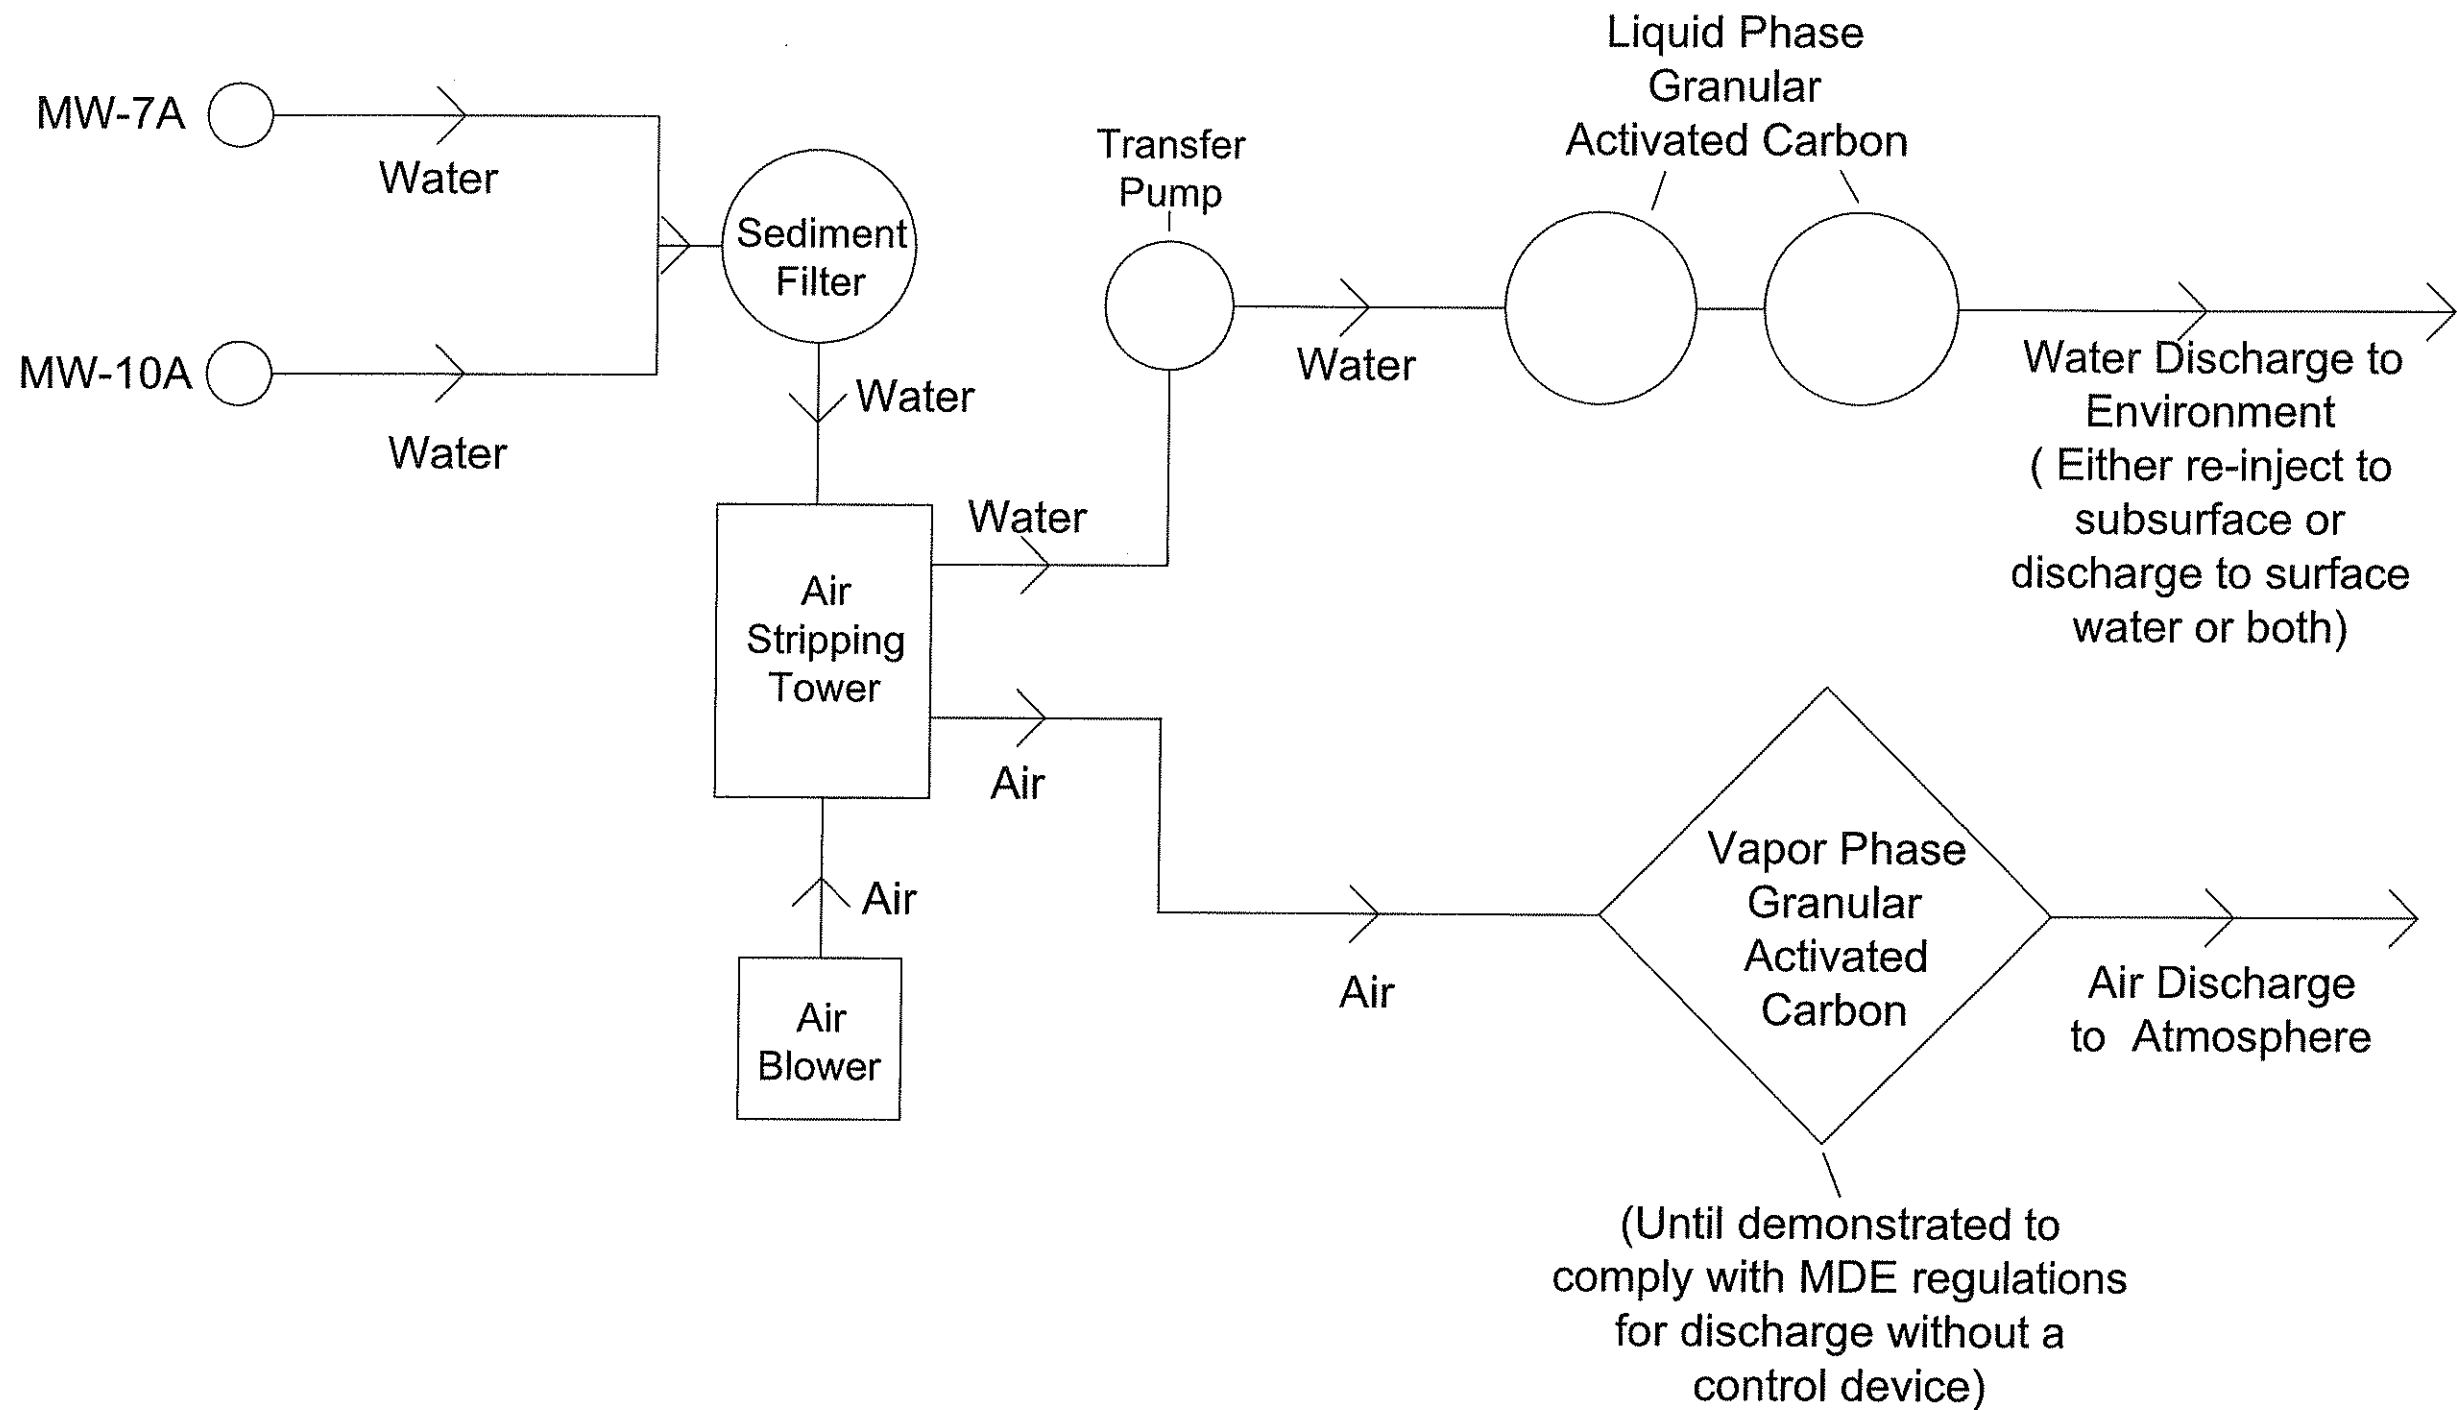 MW-7A
Water
MW-10A
Water
Sediment
Filter
Water
Air
Stripping
Tower
Water
Air
Air
Air
Blower
Transfer
Pump
Water
Liquid Phase
Granular
Activated Carbon
Water Discharge to
Environment
( Either re-inject to
subsurface or
discharge to surface
water or both)
Air
Vapor Phase
Granular
Activated
Carbon
Air Discharge
to Atmosphere
(Until demonstrated to
comply with MDE regulations
for discharge without a
control device)